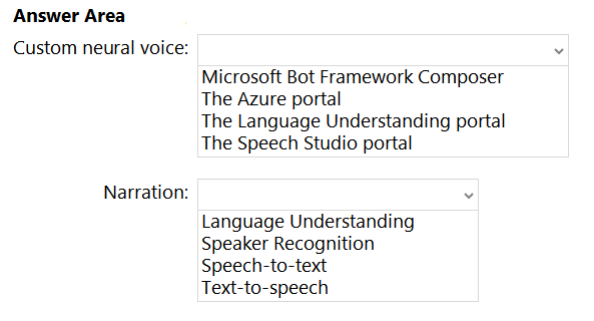 Answer Area
Custom neural voice:
Microsoft Bot Framework Composer
The Azure portal
The Language Understanding portal
The Speech Studio portal
Narration:
Language Understanding
Speaker Recognition
Speech-to-text
Text-to-speech